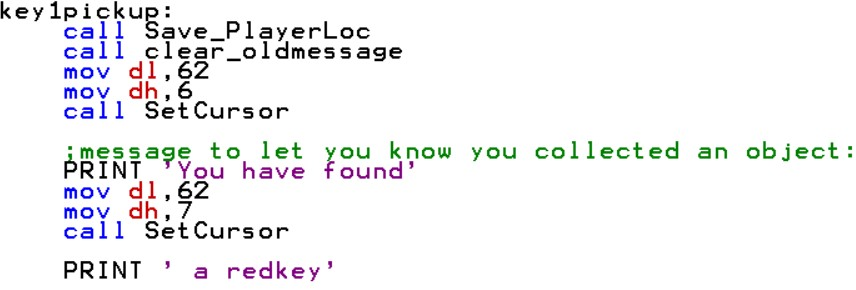 key1pickup:
call Save_PlayerLoc
call clear_oldmessage
mov dl,62
mov dh,6
call SetCursor
;message to let you know you collected an object:
PRINT 'You have found'
mov dl,62
mov dh,7
call SetCursor
PRINT ' a redkey'